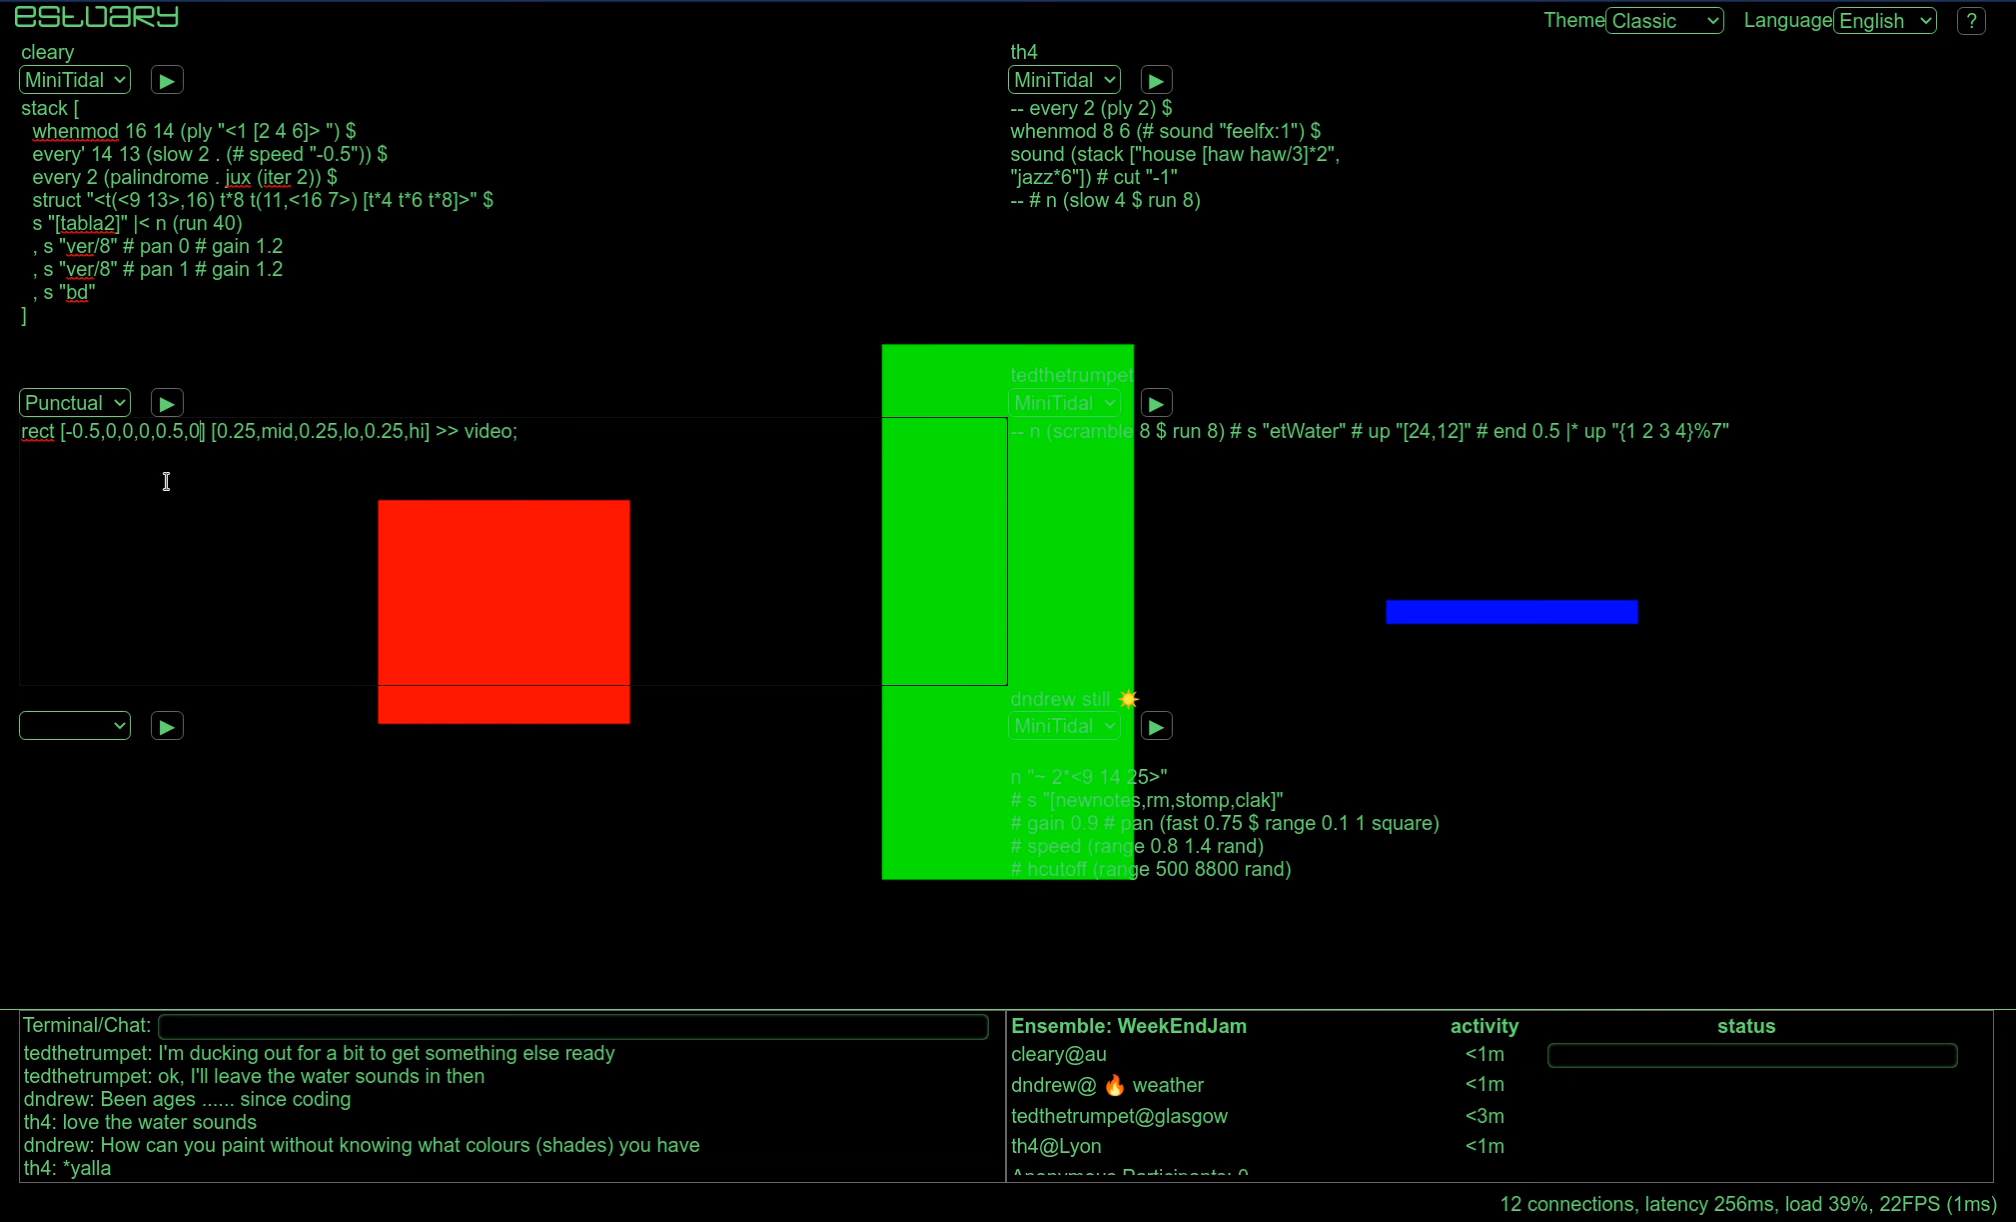 estuary
Theme Classic Language English ?
cleary
MiniTidal ▶
stack [
whenmod 16 14 (ply "<1 [2 4 6]> ") $
every' 14 13 (slow 2 . (# speed "-0.5")) $
every 2 (palindrome . jux (iter 2)) $
struct "<t(<9 13>,16) t*8 t(11,<16 7>) [t*4 t*6 t*8]>" $
s "[tabla2]" |< n (run 40)
, s "ver/8" # pan 0 # gain 1.2
, s "ver/8" # pan 1 # gain 1.2
, s "bd"
]
th4
MiniTidal ▶
-- every 2 (ply 2) $
whenmod 8 6 (# sound "feelfx:1") $
sound (stack ["house [haw haw/3]*2",
"jazz*6"]) # cut "-1"
-- # n (slow 4 $ run 8)
Punctual ▶
rect [-0.5,0,0,0,0.5,0] [0.25,mid,0.25,lo,0.25,hi] >> video;
tedthetrumpet
MiniTidal ▶
-- n (scramble 8 $ run 8) # s "etWater" # up "[24,12]" # end 0.5 |* up "{1 2 3 4}%7"
▶
dndrew still ☀️
MiniTidal ▶
n "~ 2*<9 14 25>"
# s "[newnotes,rm,stomp,clak]"
# gain 0.9 # pan (fast 0.75 $ range 0.1 1 square)
# speed (range 0.8 1.4 rand)
# hcutoff (range 500 8800 rand)
Terminal/Chat:
tedthetrumpet: I'm ducking out for a bit to get something else ready
tedthetrumpet: ok, I'll leave the water sounds in then
dndrew: Been ages ...... since coding
th4: love the water sounds
dndrew: How can you paint without knowing what colours (shades) you have
th4: *yalla
Ensemble: WeekEndJam activity status
cleary@au <1m
dndrew@ 🔥 weather <1m
tedthetrumpet@glasgow <3m
th4@Lyon <1m
Anonymous Participants: 0
12 connections, latency 256ms, load 39%, 22FPS (1ms)